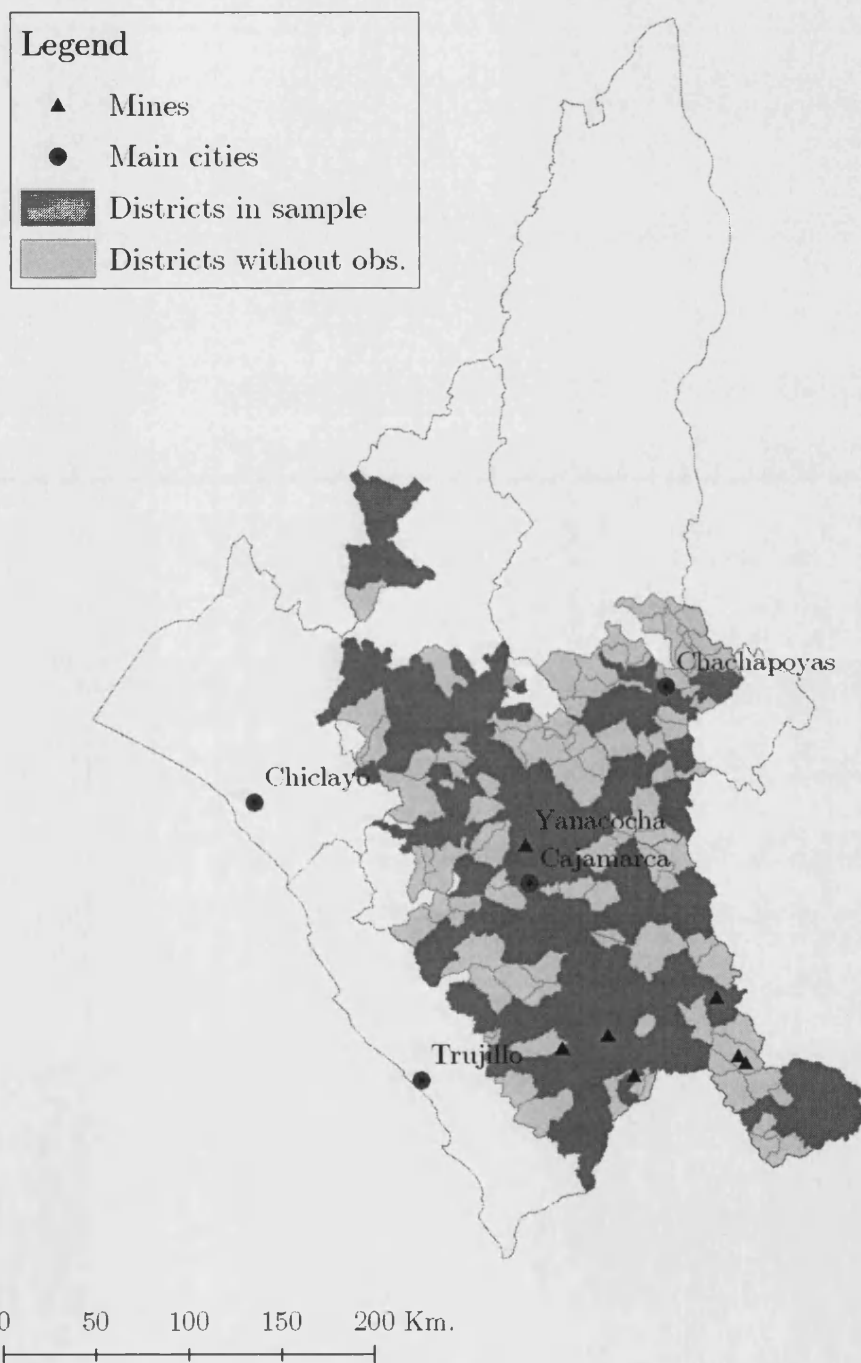 Legend
Mines
Main cities
Districts in sample
Districts without obs.
Chachapoyas
Chiclayo
Yanacocha
Cajamarca
Trujillo
0 50 100 150 200 Km.